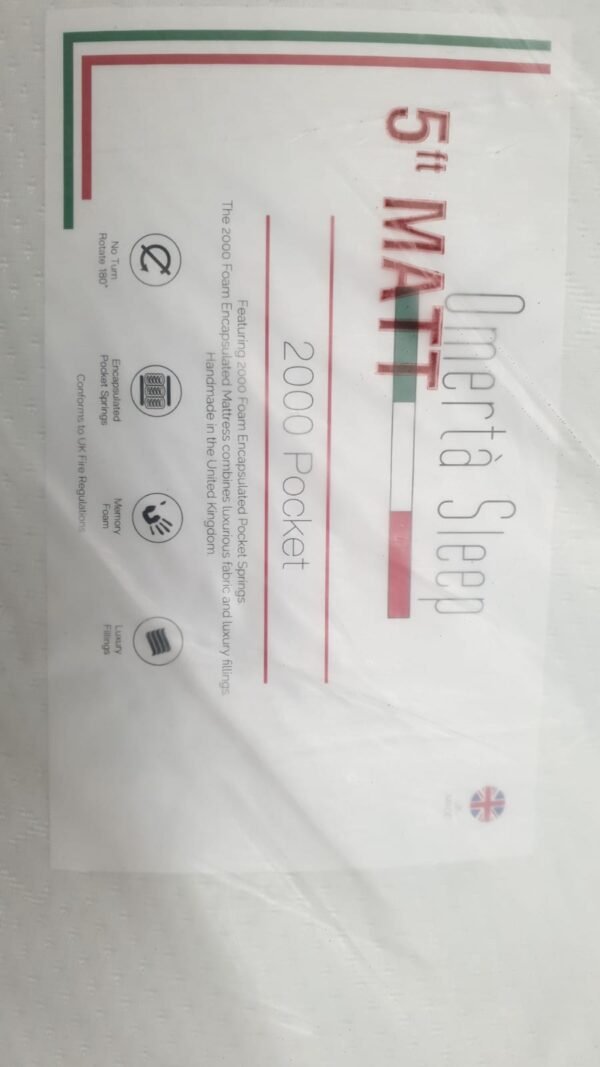 5ft MATT
Omertà Sleep
2000 Pocket
Featuring 2000 Foam Encapsulated Pocket Springs
The 2000 Foam Encapsulated Mattress combines luxurious fabric and luxury fillings
Handmade in the United Kingdom
No Turn
Rotate 180°
Encapsulated
Pocket Springs
Memory
Foam
Luxury
Fillings
Conforms to UK Fire Regulations